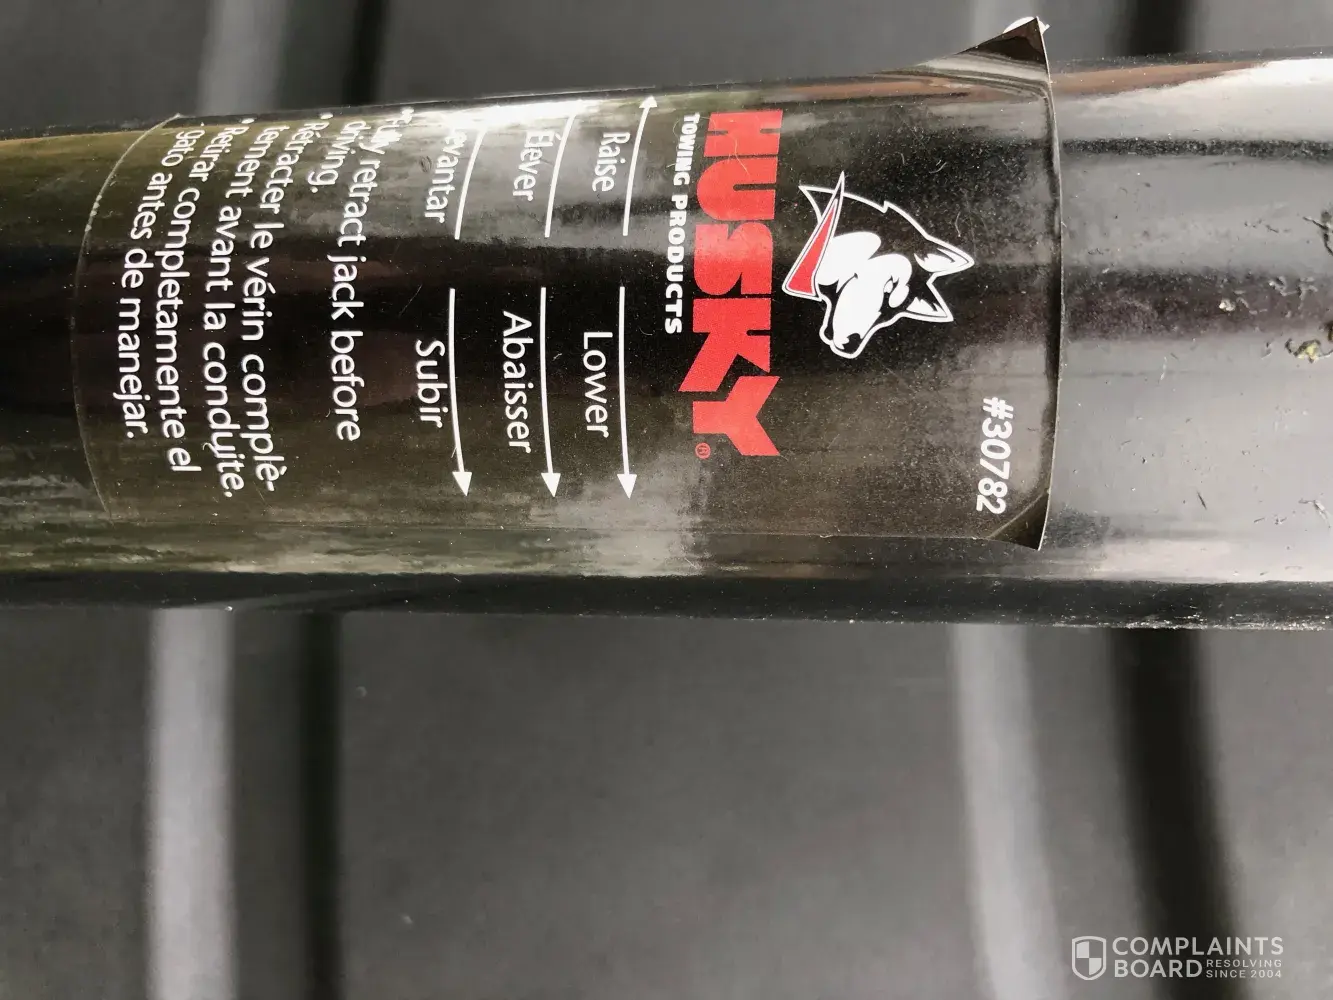 #30782
HUSKY®
TOWING PRODUCTS
Raise Lower
Élever Abaisser
Levantar Subir
*Fully retract jack before
driving.
*Rétracter le vérin complè-
tement avant la conduite.
*Retirar completamente el
gato antes de manejar.
COMPLAINTS
BOARD RESOLVING
SINCE 2004